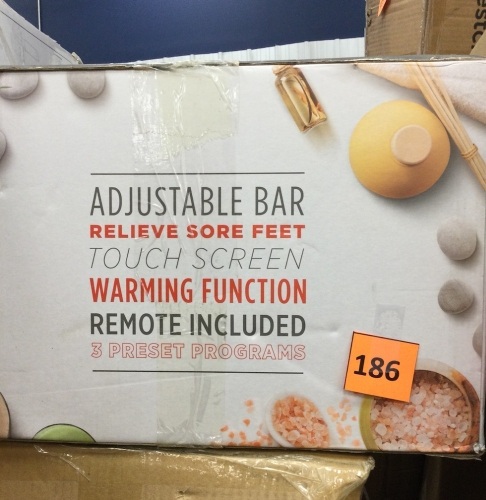 ADJUSTABLE BAR
RELIEVE SORE FEET
TOUCH SCREEN
WARMING FUNCTION
REMOTE INCLUDED
3 PRESET PROGRAMS
186